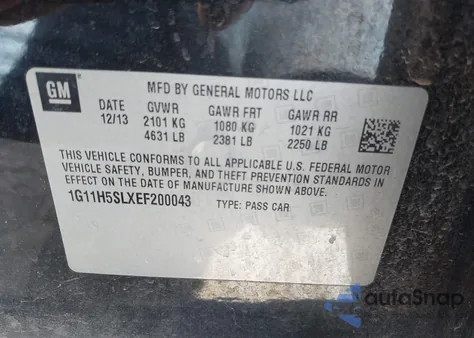 GM
MFD BY GENERAL MOTORS LLC
DATE GVWR GAWR FRT GAWR RR
12/13 2101 KG 1080 KG 1021 KG
4631 LB 2381 LB 2250 LB
THIS VEHICLE CONFORMS TO ALL APPLICABLE U.S. FEDERAL MOTOR
VEHICLE SAFETY, BUMPER, AND THEFT PREVENTION STANDARDS IN
EFFECT ON THE DATE OF MANUFACTURE SHOWN ABOVE.
1G11H5SLXEF200043 TYPE: PASS CAR
autoSnap